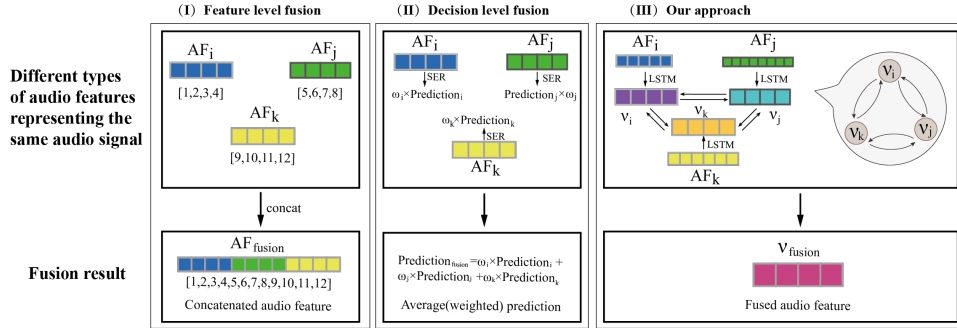 (I) Feature level fusion
(II) Decision level fusion
(III) Our approach
Different types
of audio features
representing the
same audio signal
AFi
AFj
[1,2,3,4]
[5,6,7,8]
AFk
[9,10,11,12]
concat
AFfusion
[1,2,3,4,5,6,7,8,9,10,11,12]
Concatenated audio feature
AFi
AFj
SER
SER
ωi×Predictioni
Predictionj×ωj
ωk×Predictionk
SER
AFk
Predictionfusion=ωi×Predictioni +
ωj×Predictionj +ωk×Predictionk
Average(weighted) prediction
AFi
AFj
LSTM
LSTM
νi
νk
νj
LSTM
AFk
νi
νk
νj
νfusion
Fused audio feature
Fusion result